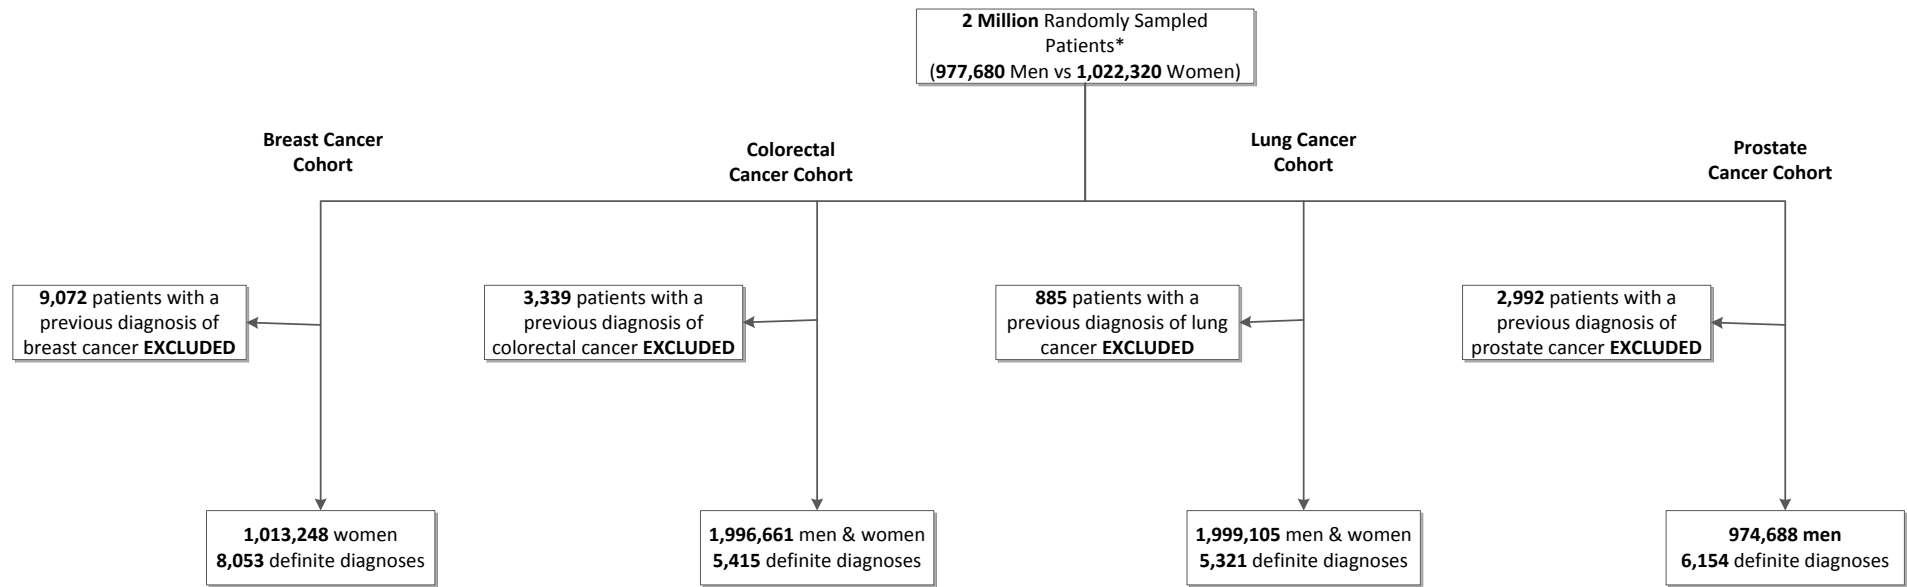 2 Million Randomly Sampled
Patients*
(977,680 Men vs 1,022,320 Women)
Breast Cancer
Cohort
Colorectal
Cancer Cohort
Lung Cancer
Cohort
Prostate
Cancer Cohort
9,072 patients with a
previous diagnosis of
breast cancer EXCLUDED
3,339 patients with a
previous diagnosis of
colorectal cancer EXCLUDED
885 patients with a
previous diagnosis of lung
cancer EXCLUDED
2,992 patients with a
previous diagnosis of
prostate cancer EXCLUDED
1,013,248 women
8,053 definite diagnoses
1,996,661 men & women
5,415 definite diagnoses
1,999,105 men & women
5,321 definite diagnoses
974,688 men
6,154 definite diagnoses